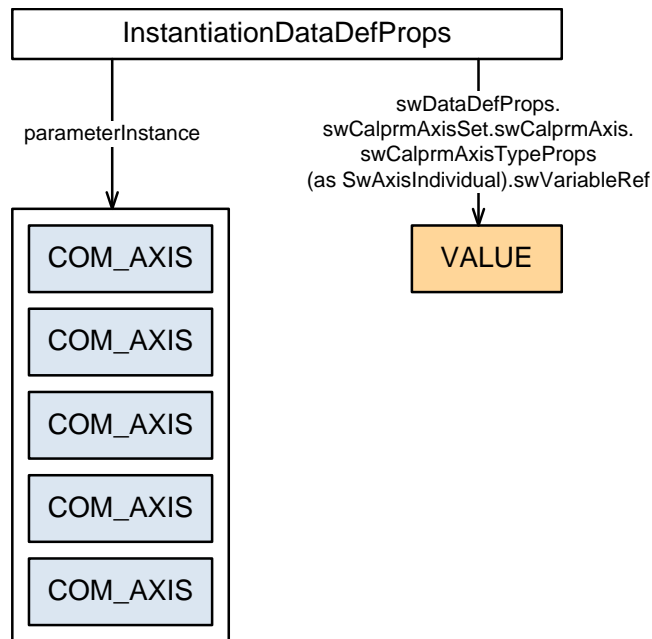 InstantiationDataDefProps
parameterInstance
swDataDefProps.
swCalprmAxisSet.swCalprmAxis.
swCalprmAxisTypeProps
(as SwAxisIndividual).swVariableRef
COM_AXIS
VALUE
COM_AXIS
COM_AXIS
COM_AXIS
COM_AXIS